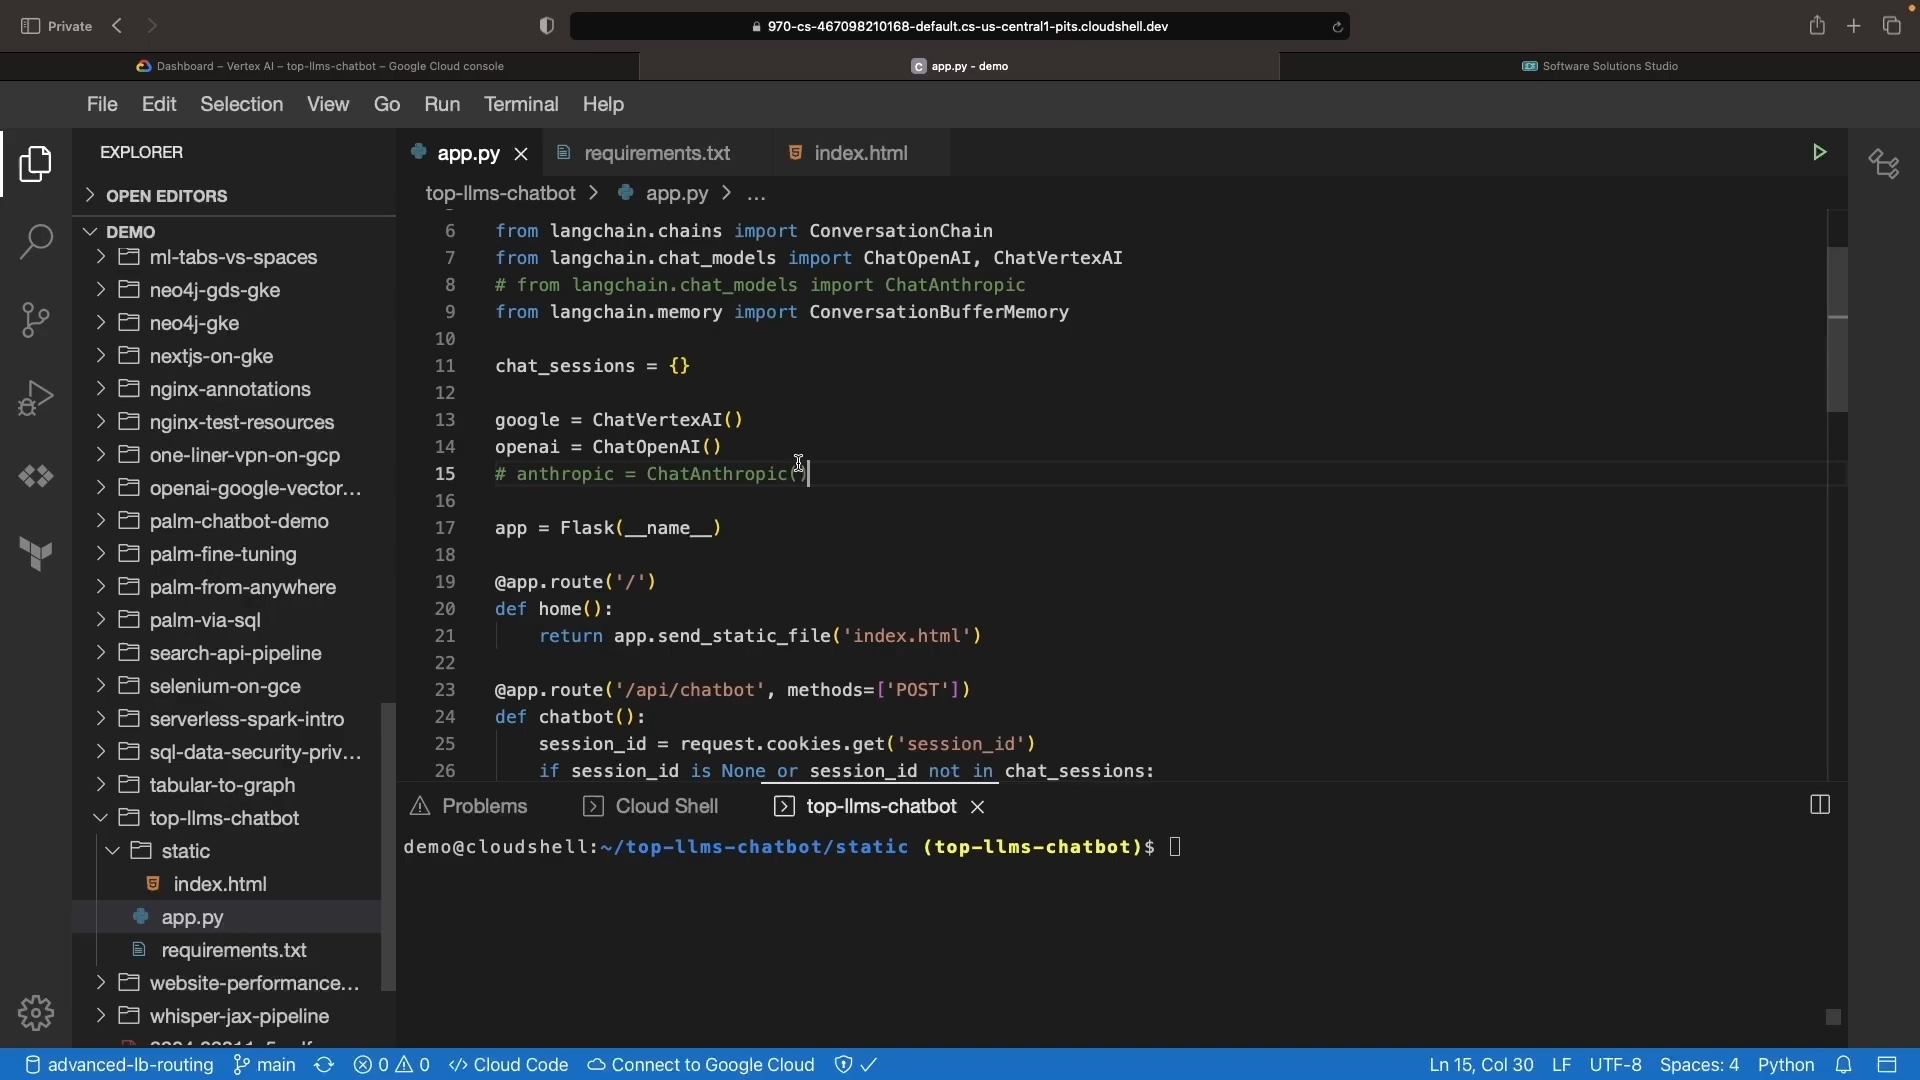 Private
970-cs-467098210168-default.cs-us-central1-pits.cloudshell.dev
Dashboard – Vertex AI – top-llms-chatbot – Google Cloud console
C app.py - demo
Software Solutions Studio
File Edit Selection View Go Run Terminal Help
EXPLORER
OPEN EDITORS
DEMO
ml-tabs-vs-spaces
neo4j-gds-gke
neo4j-gke
nextjs-on-gke
nginx-annotations
nginx-test-resources
one-liner-vpn-on-gcp
openai-google-vector...
palm-chatbot-demo
palm-fine-tuning
palm-from-anywhere
palm-via-sql
search-api-pipeline
selenium-on-gce
serverless-spark-intro
sql-data-security-priv...
tabular-to-graph
top-llms-chatbot
static
index.html
app.py
requirements.txt
website-performance...
whisper-jax-pipeline
app.py requirements.txt index.html
top-llms-chatbot > app.py > ...
6 from langchain.chains import ConversationChain
7 from langchain.chat_models import ChatOpenAI, ChatVertexAI
8 # from langchain.chat_models import ChatAnthropic
9 from langchain.memory import ConversationBufferMemory
10
11 chat_sessions = {}
12
13 google = ChatVertexAI()
14 openai = ChatOpenAI()
15 # anthropic = ChatAnthropic()
16
17 app = Flask(__name__)
18
19 @app.route('/')
20 def home():
21 return app.send_static_file('index.html')
22
23 @app.route('/api/chatbot', methods=['POST'])
24 def chatbot():
25 session_id = request.cookies.get('session_id')
26 if session_id is None or session_id not in chat_sessions:
Problems Cloud Shell top-llms-chatbot
demo@cloudshell:~/top-llms-chatbot/static (top-llms-chatbot)$
advanced-lb-routing main 0 0 Cloud Code Connect to Google Cloud Ln 15, Col 30 LF UTF-8 Spaces: 4 Python